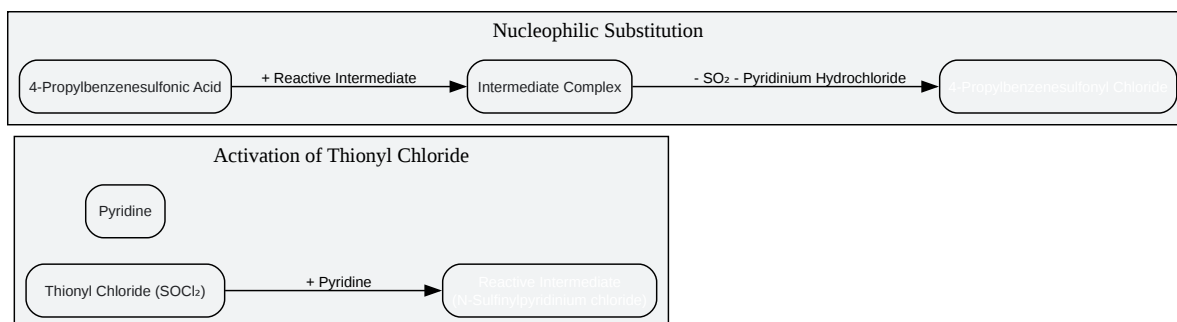 Nucleophilic Substitution
4-Propylbenzenesulfonic Acid
+ Reactive Intermediate
Intermediate Complex
- SO₂ - Pyridinium Hydrochloride
4-Propylbenzenesulfonyl Chloride
Activation of Thionyl Chloride
Pyridine
Thionyl Chloride (SOCl₂)
+ Pyridine
Reactive Intermediate
(N-Sulfinylpyridinium chloride)